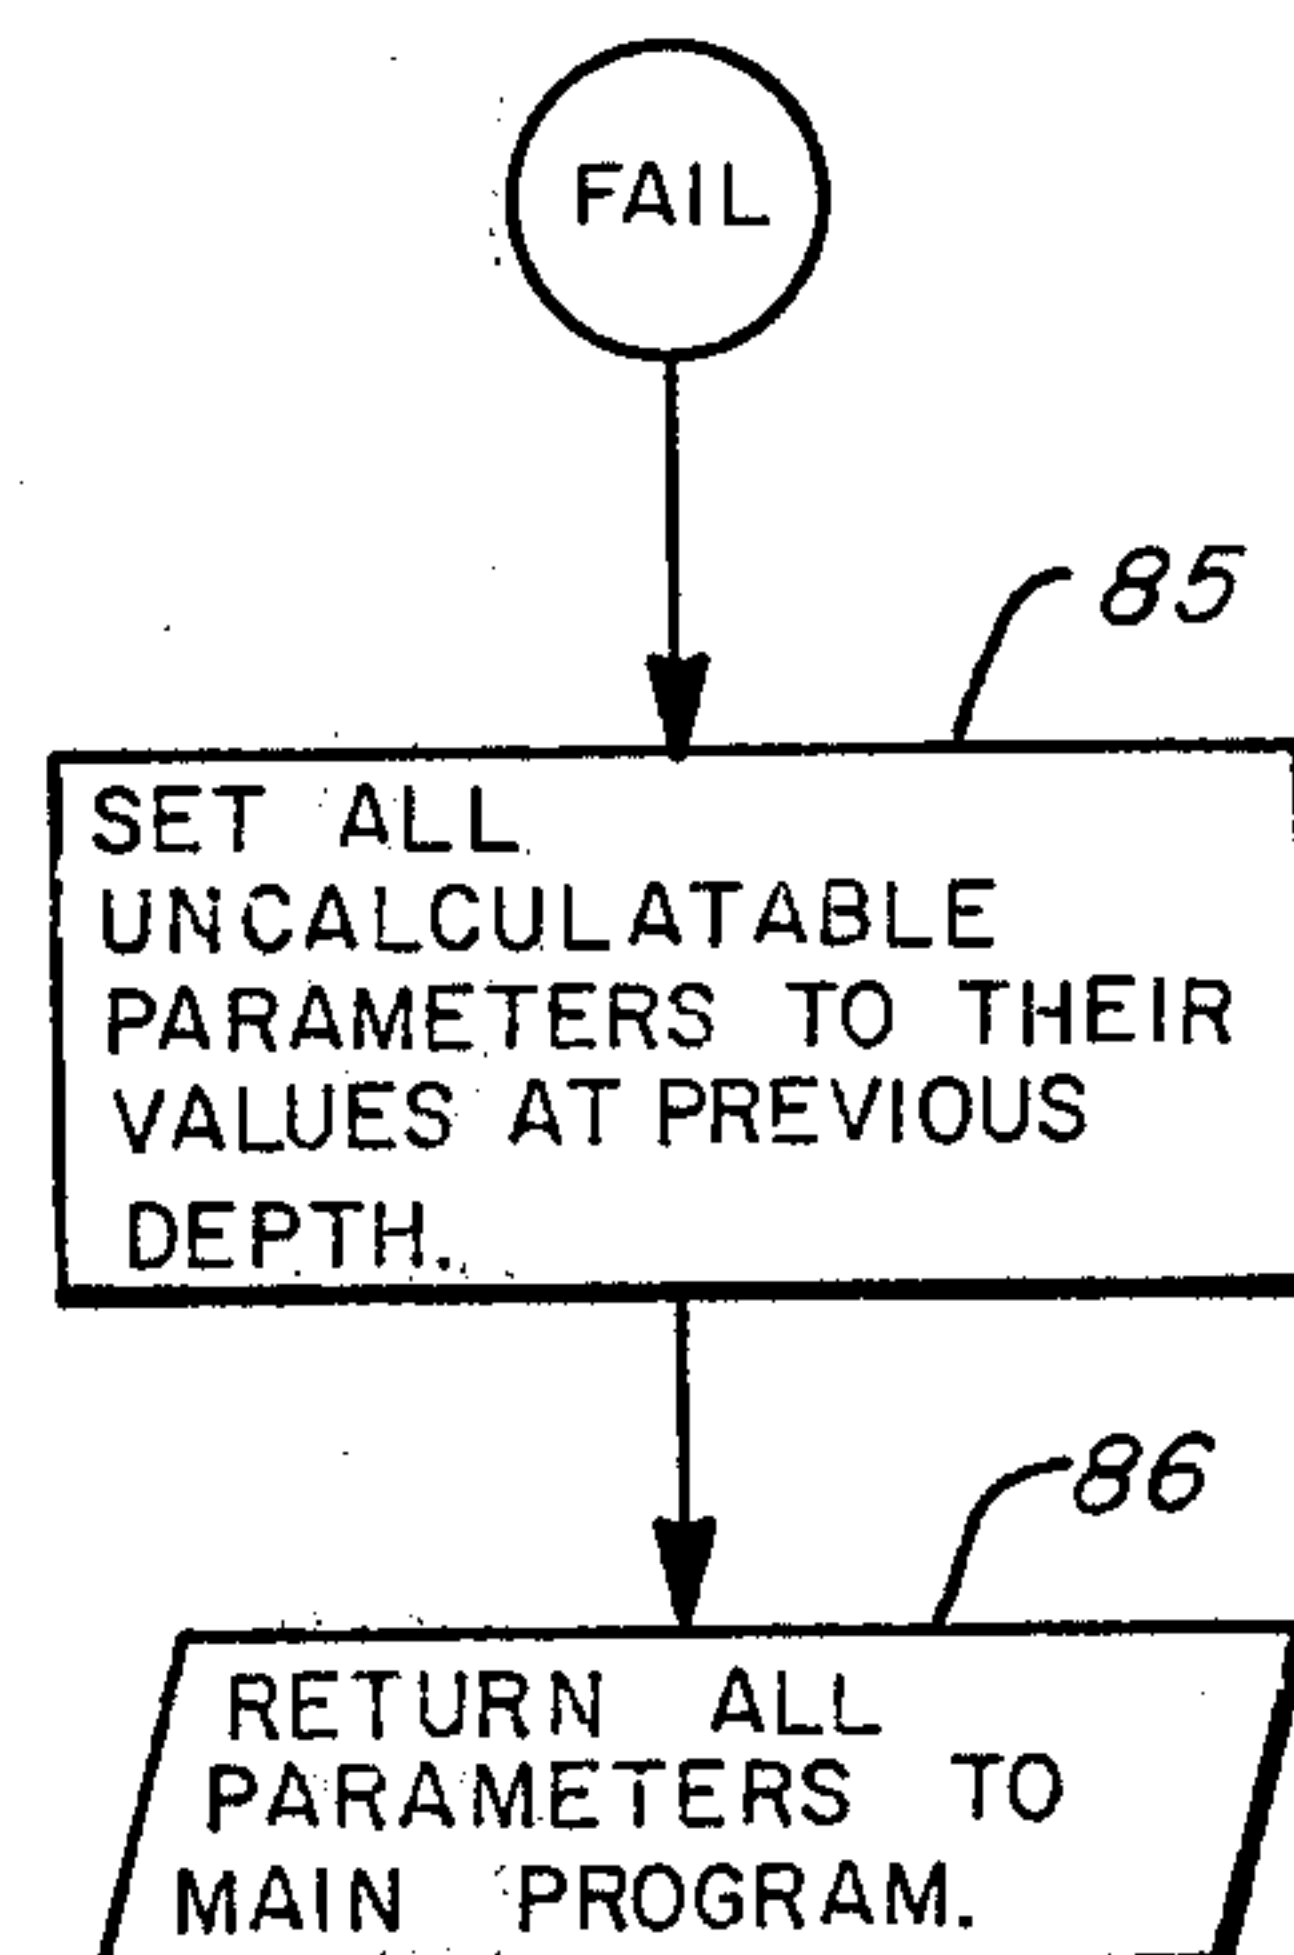 FAIL
85
SET ALL
UNCALCULATABLE
PARAMETERS TO THEIR
VALUES AT PREVIOUS
DEPTH.
86
RETURN ALL
PARAMETERS TO
MAIN PROGRAM.